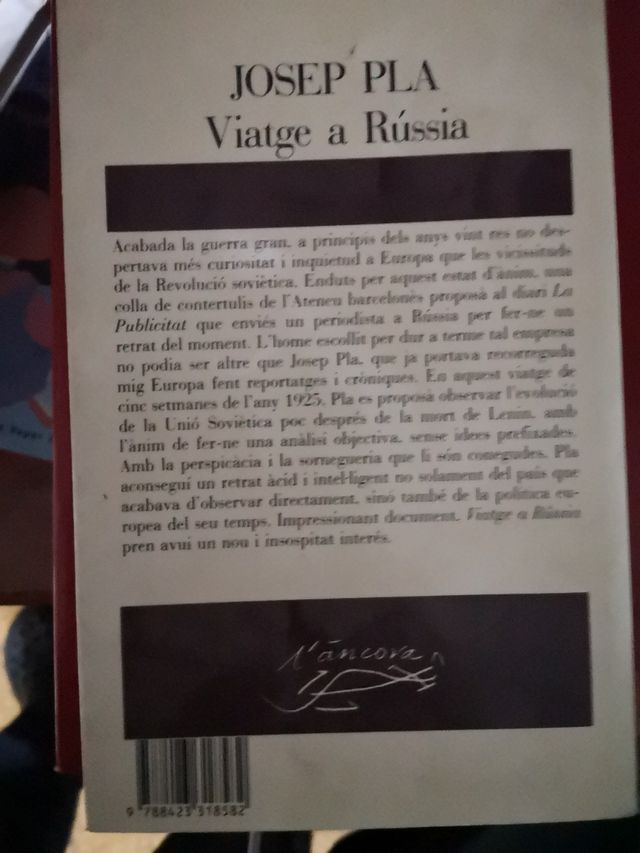 JOSEP PLA
Viatge a Rússia
Acabada la guerra gran, a principis dels anys vint res no des-
pertava més curiositat i inquietud a Europa que les vicissituds
de la Revolució soviètica. Enduts per aquest estat d'ànim, una
colla de contertulis de l'Ateneu barcelonès proposà al diari La
Publicitat que enviés un periodista a Rússia per fer-ne un
retrat del moment. L'home escollit per dur a terme tal empresa
no podia ser altre que Josep Pla, que ja portava recorreguda
mig Europa fent reportatges i cròniques. En aquest viatge de
cinc setmanes de l'any 1925, Pla es proposà observar l'evolució
de la Unió Soviètica poc després de la mort de Lenin, amb
l'ànim de fer-ne una anàlisi objectiva, sense idees prefixades.
Amb la perspicàcia i la sorneguera que li són conegudes, Pla
aconseguí un retrat àcid i intel·ligent no solament del país que
acabava d'observar directament, sinó també de la política eu-
ropea del seu temps. Impressionant document, Viatge a Rússia
pren avui un nou i insospitat interès.
l'àncora
9 788423 318582